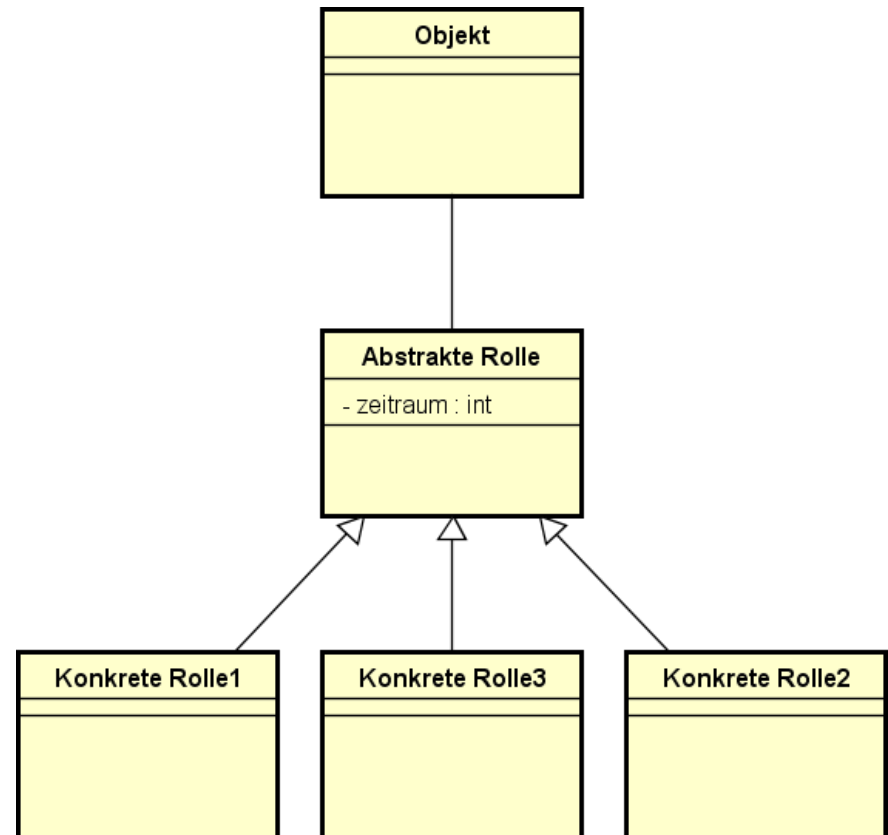 Objekt
Abstrakte Rolle
- zeitraum : int
Konkrete Rolle1
Konkrete Rolle3
Konkrete Rolle2